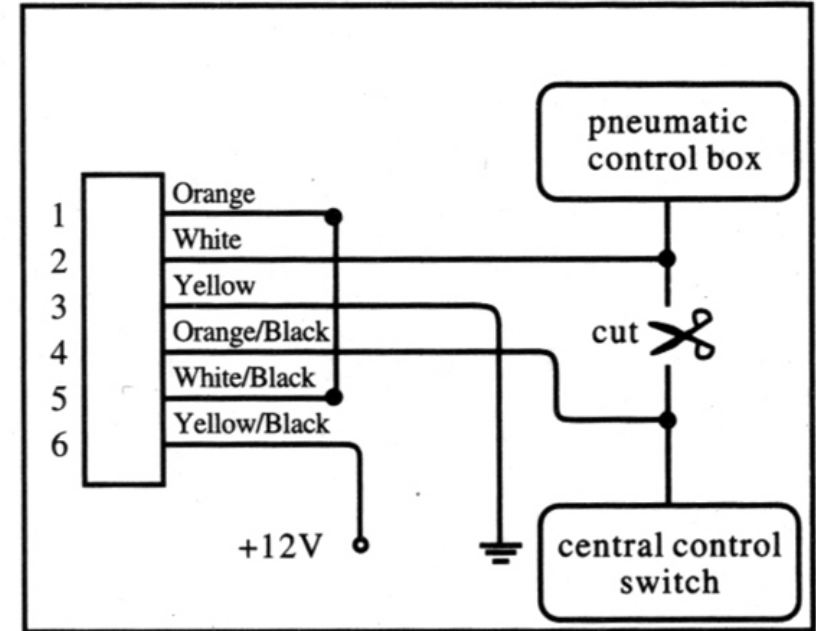 pneumatic
control box
1
Orange
2
White
3
Yellow
4
Orange/Black
5
White/Black
6
Yellow/Black
cut
+12V
central control
switch